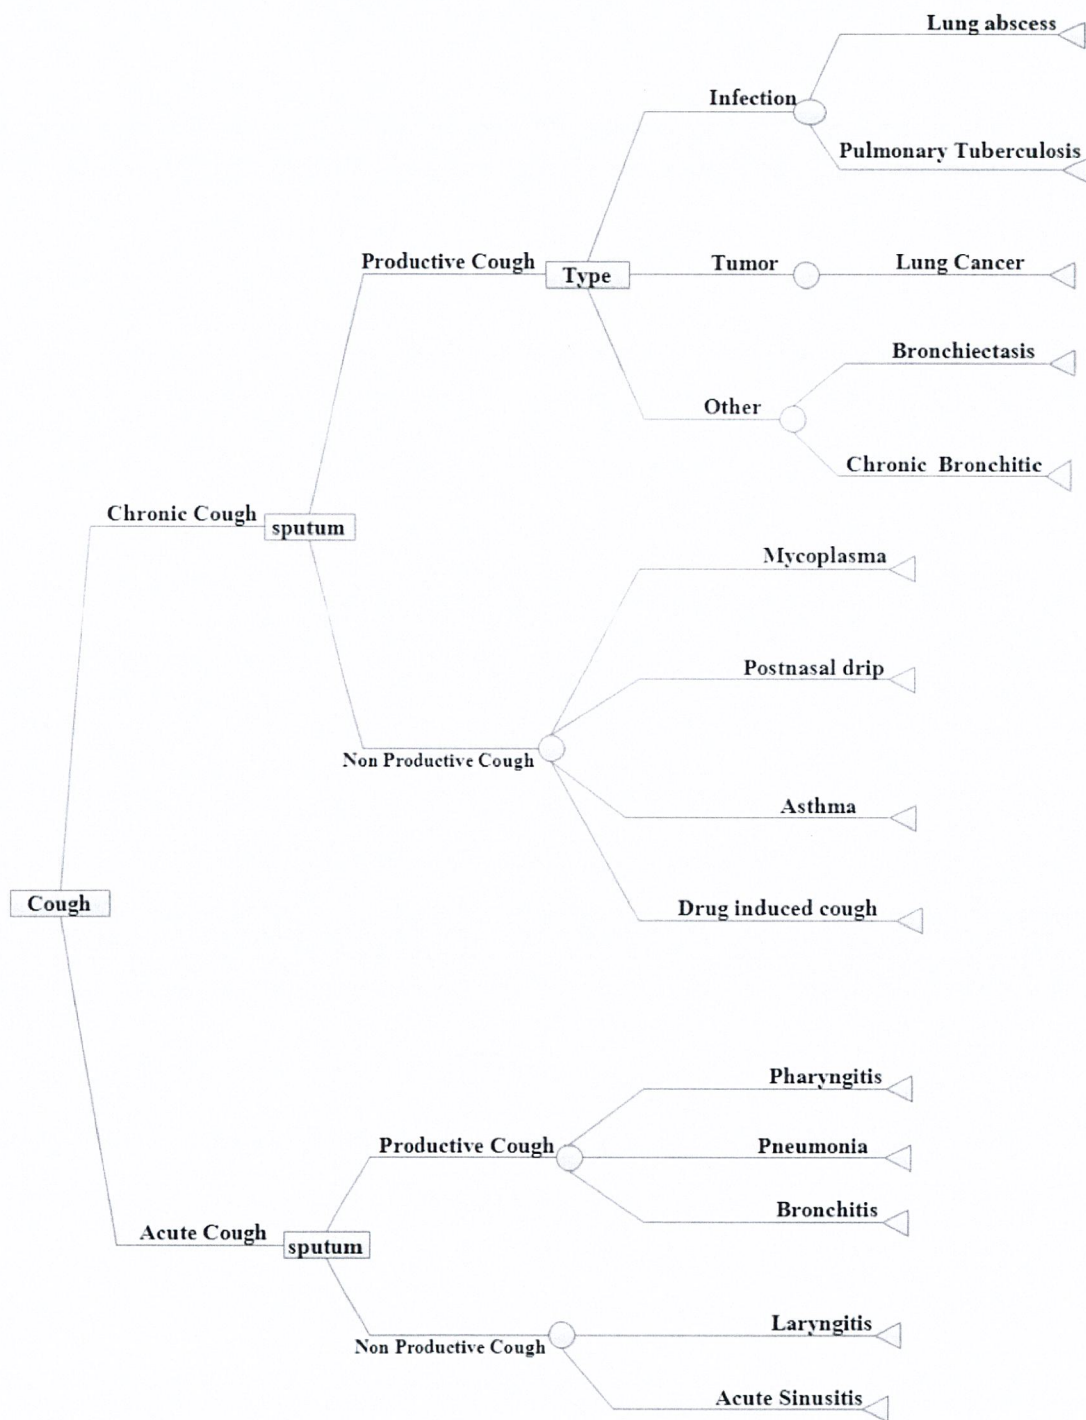 Lung abscess
Infection
Pulmonary Tuberculosis
Productive Cough
Type
Tumor
Lung Cancer
Bronchiectasis
Other
Chronic Bronchitic
Chronic Cough
sputum
Mycoplasma
Postnasal drip
Non Productive Cough
Asthma
Cough
Drug induced cough
Pharyngitis
Productive Cough
Pneumonia
Bronchitis
Acute Cough
sputum
Laryngitis
Non Productive Cough
Acute Sinusitis